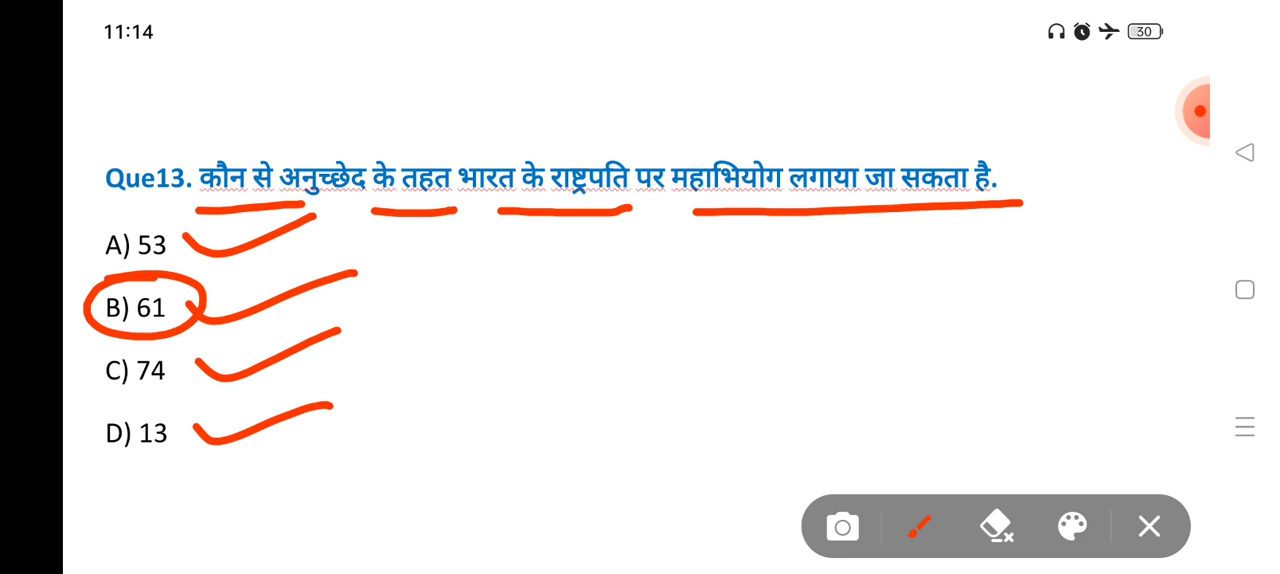 11:14
30
Que13. कौन से अनुच्छेद के तहत भारत के राष्ट्रपति पर महाभियोग लगाया जा सकता है.
A) 53
B) 61
C) 74
D) 13